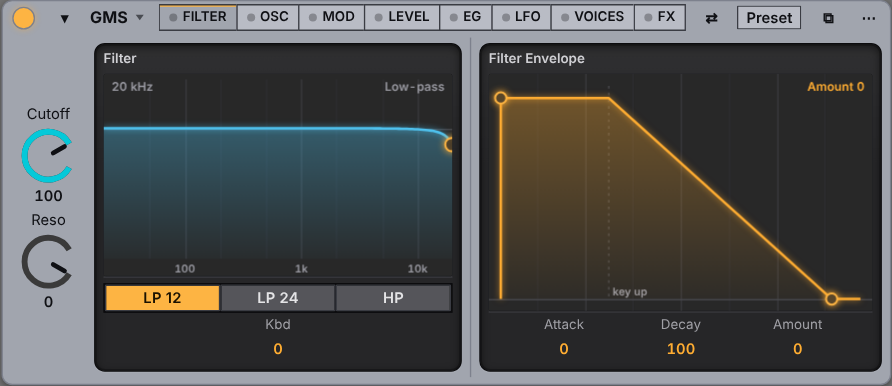 GMS
FILTER OSC MOD LEVEL EG LFO VOICES FX
Preset
Cutoff
100
Reso
0
Filter
20 kHz
Low-pass
100 1k 10k
LP 12 LP 24 HP
Kbd
0
Filter Envelope
Amount 0
key up
Attack Decay Amount
0 100 0